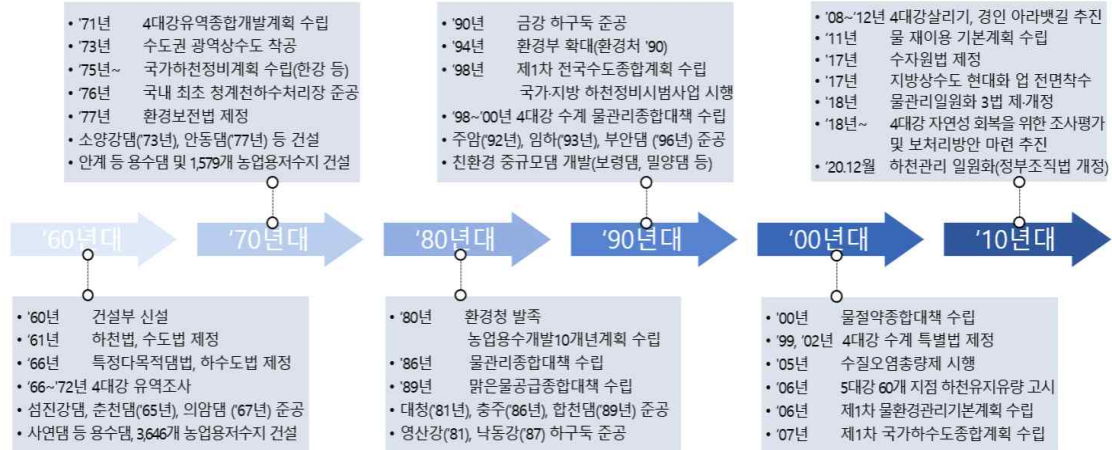 • '71년 4대강유역종합개발계획 수립
• '73년 수도권 광역상수도 착공
• '75년~ 국가하천정비계획 수립(한강 등)
• '76년 국내 최초 청계천하수처리장 준공
• '77년 환경보전법 제정
• 소양강댐('73년), 안동댐('77년) 등 건설
• 안계 등 용수댐 및 1,579개 농업용저수지 건설
• '90년 금강 하구둑 준공
• '94년 환경부 확대(환경처 '90)
• '98년 제1차 전국수도종합계획 수립
국가·지방 하천정비시범사업 시행
• '98~'00년 4대강 수계 물관리종합대책 수립
• 주암('92년), 임하('93년), 부안댐 ('96년) 준공
• 친환경 중규모댐 개발(보령댐, 밀양댐 등)
• '08~'12년 4대강살리기, 경인 아라뱃길 추진
• '11년 물 재이용 기본계획 수립
• '17년 수자원법 제정
• '17년 지방상수도 현대화 업 전면착수
• '18년 물관리일원화 3법 제·개정
• '18년~ 4대강 자연성 회복을 위한 조사평가
및 보처리방안 마련 추진
• '20.12월 하천관리 일원화(정부조직법 개정)
'60년대
'70년대
'80년대
'90년대
'00년대
'10년대
• '60년 건설부 신설
• '61년 하천법, 수도법 제정
• '66년 특정다목적댐법, 하수도법 제정
• '66~'72년 4대강 유역조사
• 섬진강댐, 춘천댐('65년), 의암댐 ('67년) 준공
• 사연댐 등 용수댐, 3,646개 농업용저수지 건설
• '80년 환경청 발족
농업용수개발10개년계획 수립
• '86년 물관리종합대책 수립
• '89년 맑은물공급종합대책 수립
• 대청('81년), 충주('86년), 합천댐('89년) 준공
• 영산강('81), 낙동강('87) 하구둑 준공
• '00년 물절약종합대책 수립
• '99, '02년 4대강 수계 특별법 제정
• '05년 수질오염총량제 시행
• '06년 5대강 60개 지점 하천유지유량 고시
• '06년 제1차 물환경관리기본계획 수립
• '07년 제1차 국가하수도종합계획 수립